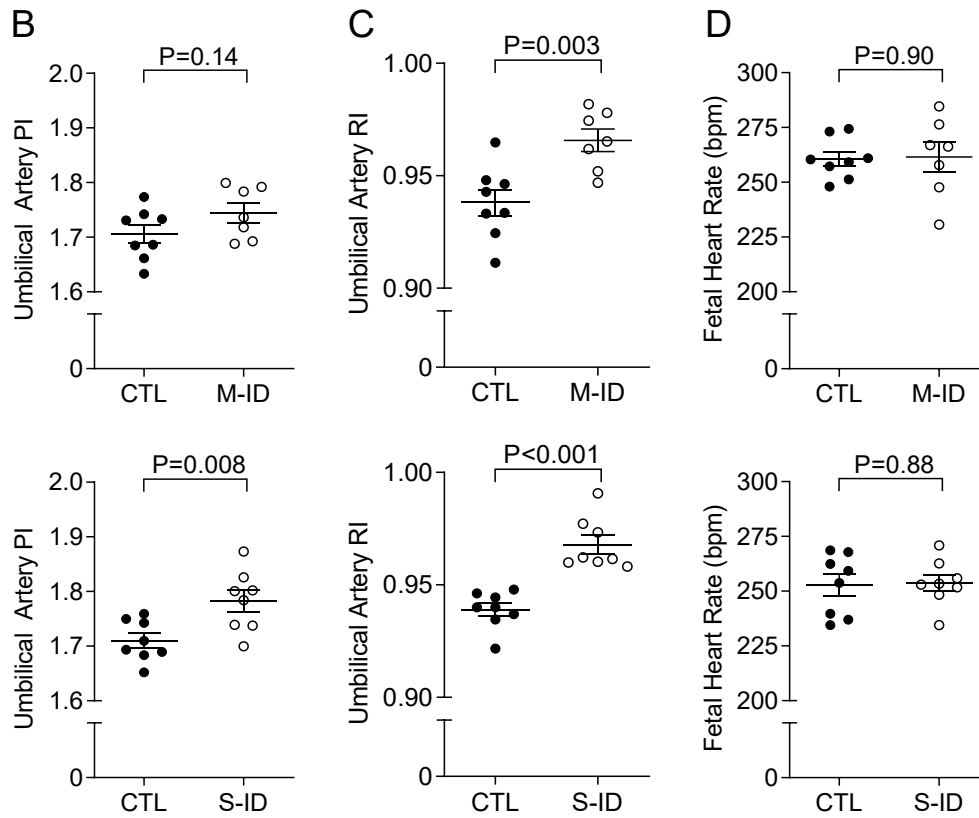 B
P=0.14
Umbilical Artery PI
2.0
1.9
1.8
1.7
1.6
0
CTL M-ID
C
P=0.003
Umbilical Artery RI
1.00
0.95
0.90
0
CTL M-ID
D
P=0.90
Fetal Heart Rate (bpm)
300
275
250
225
200
0
CTL M-ID
P=0.008
Umbilical Artery PI
2.0
1.9
1.8
1.7
1.6
0
CTL S-ID
P<0.001
Umbilical Artery RI
1.00
0.95
0.90
0
CTL S-ID
P=0.88
Fetal Heart Rate (bpm)
300
275
250
225
200
0
CTL S-ID